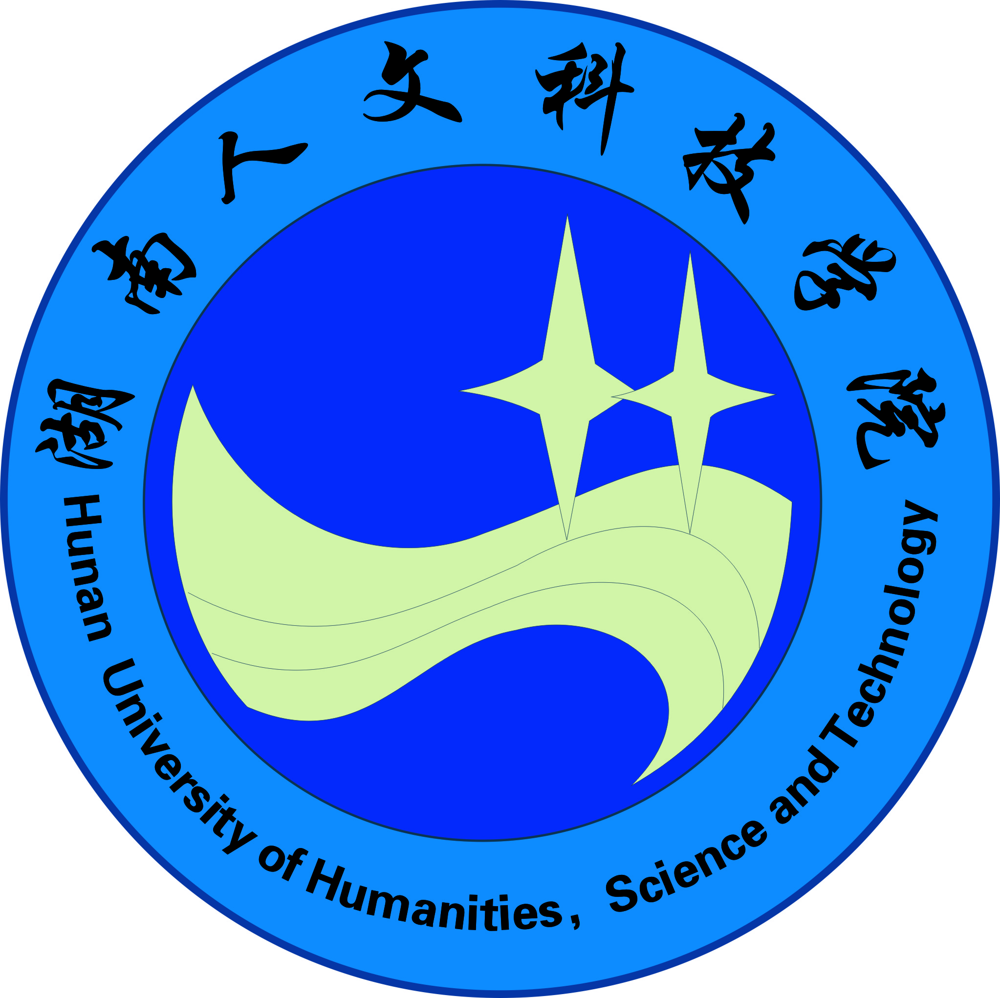 湖南人文科技学院
Hunan University of Humanities, Science and Technology